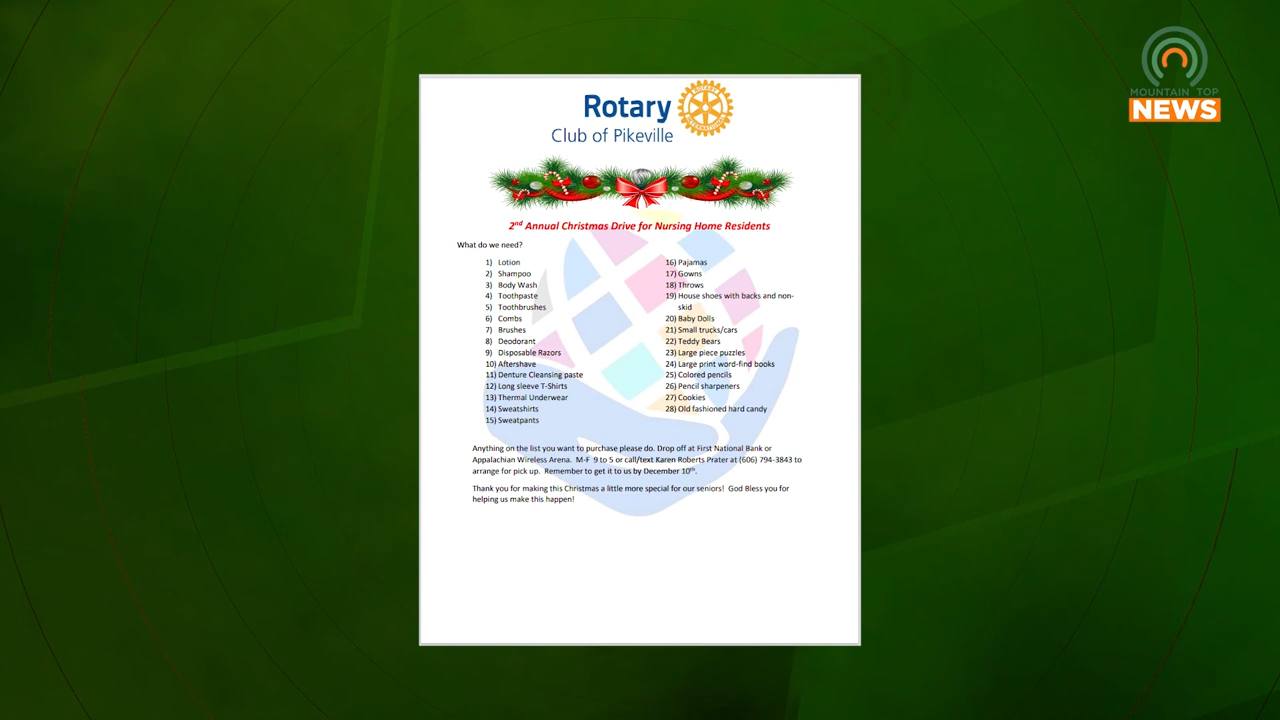 MOUNTAIN TOP
NEWS
Rotary
Club of Pikeville
ROTARY
INTERNATIONAL
2nd Annual Christmas Drive for Nursing Home Residents
What do we need?
1) Lotion
2) Shampoo
3) Body Wash
4) Toothpaste
5) Toothbrushes
6) Combs
7) Brushes
8) Deodorant
9) Disposable Razors
10) Aftershave
11) Denture Cleansing paste
12) Long sleeve T-Shirts
13) Thermal Underwear
14) Sweatshirts
15) Sweatpants
16) Pajamas
17) Gowns
18) Throws
19) House shoes with backs and non-
skid
20) Baby Dolls
21) Small trucks/cars
22) Teddy Bears
23) Large piece puzzles
24) Large print word-find books
25) Colored pencils
26) Pencil sharpeners
27) Cookies
28) Old fashioned hard candy
Anything on the list you want to purchase please do. Drop off at First National Bank or
Appalachian Wireless Arena. M-F 9 to 5 or call/text Karen Roberts Prater at (606) 794-3843 to
arrange for pick up. Remember to get it to us by December 10th.
Thank you for making this Christmas a little more special for our seniors! God Bless you for
helping us make this happen!